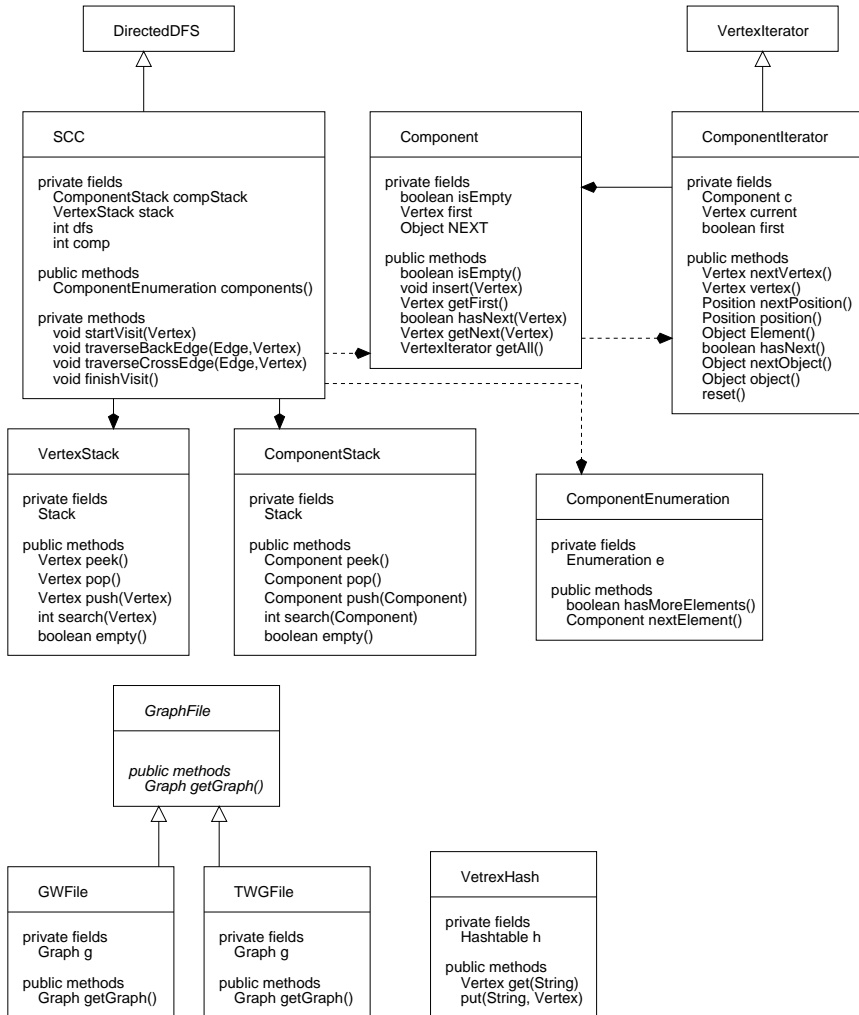 DirectedDFS
VertexIterator
SCC
private fields
ComponentStack compStack
VertexStack stack
int dfs
int comp
public methods
ComponentEnumeration components()
private methods
void startVisit(Vertex)
void traverseBackEdge(Edge,Vertex)
void traverseCrossEdge(Edge,Vertex)
void finishVisit()
Component
private fields
boolean isEmpty
Vertex first
Object NEXT
public methods
boolean isEmpty()
void insert(Vertex)
Vertex getFirst()
boolean hasNext(Vertex)
Vertex getNext(Vertex)
VertexIterator getAll()
ComponentIterator
private fields
Component c
Vertex current
boolean first
public methods
Vertex nextVertex()
Vertex vertex()
Position nextPosition()
Position position()
Object Element()
boolean hasNext()
Object nextObject()
Object object()
reset()
VertexStack
private fields
Stack
public methods
Vertex peek()
Vertex pop()
Vertex push(Vertex)
int search(Vertex)
boolean empty()
ComponentStack
private fields
Stack
public methods
Component peek()
Component pop()
Component push(Component)
int search(Component)
boolean empty()
ComponentEnumeration
private fields
Enumeration e
public methods
boolean hasMoreElements()
Component nextElement()
GraphFile
public methods
Graph getGraph()
GWFile
private fields
Graph g
public methods
Graph getGraph()
TWGFile
private fields
Graph g
public methods
Graph getGraph()
VetrexHash
private fields
Hashtable h
public methods
Vertex get(String)
put(String, Vertex)